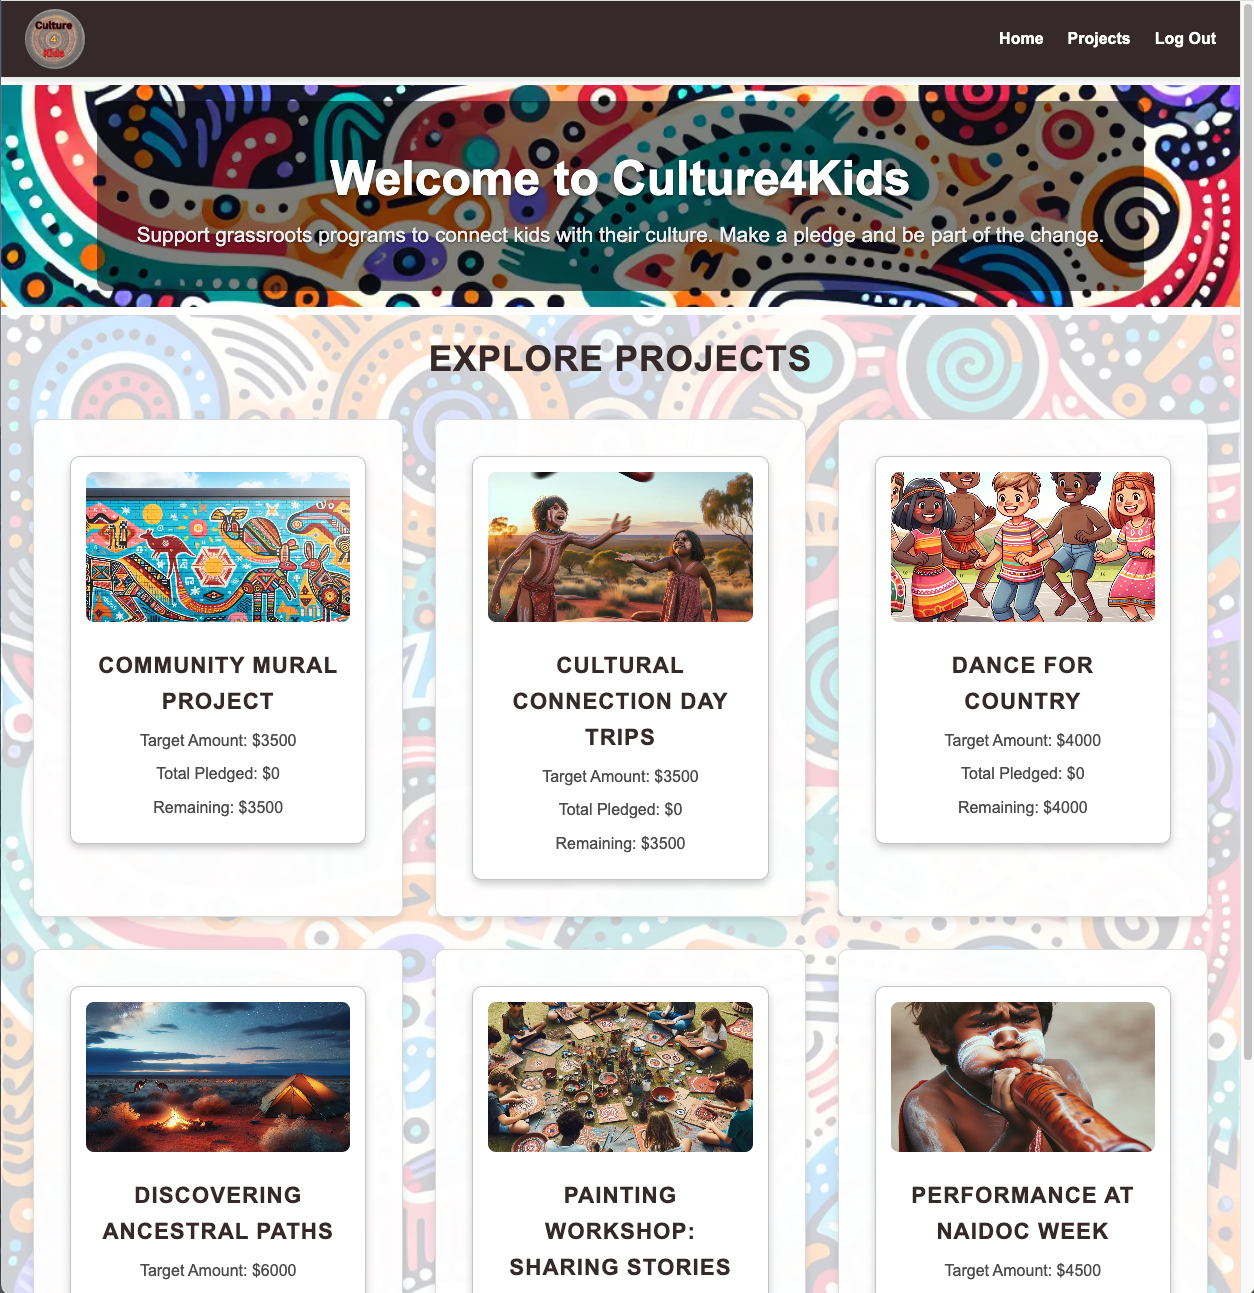 Culture
4
Kids
Home Projects Log Out
Welcome to Culture4Kids
Support grassroots programs to connect kids with their culture. Make a pledge and be part of the change.
EXPLORE PROJECTS
COMMUNITY MURAL
PROJECT
Target Amount: $3500
Total Pledged: $0
Remaining: $3500
CULTURAL
CONNECTION DAY
TRIPS
Target Amount: $3500
Total Pledged: $0
Remaining: $3500
DANCE FOR
COUNTRY
Target Amount: $4000
Total Pledged: $0
Remaining: $4000
DISCOVERING
ANCESTRAL PATHS
Target Amount: $6000
PAINTING
WORKSHOP:
SHARING STORIES
PERFORMANCE AT
NAIDOC WEEK
Target Amount: $4500